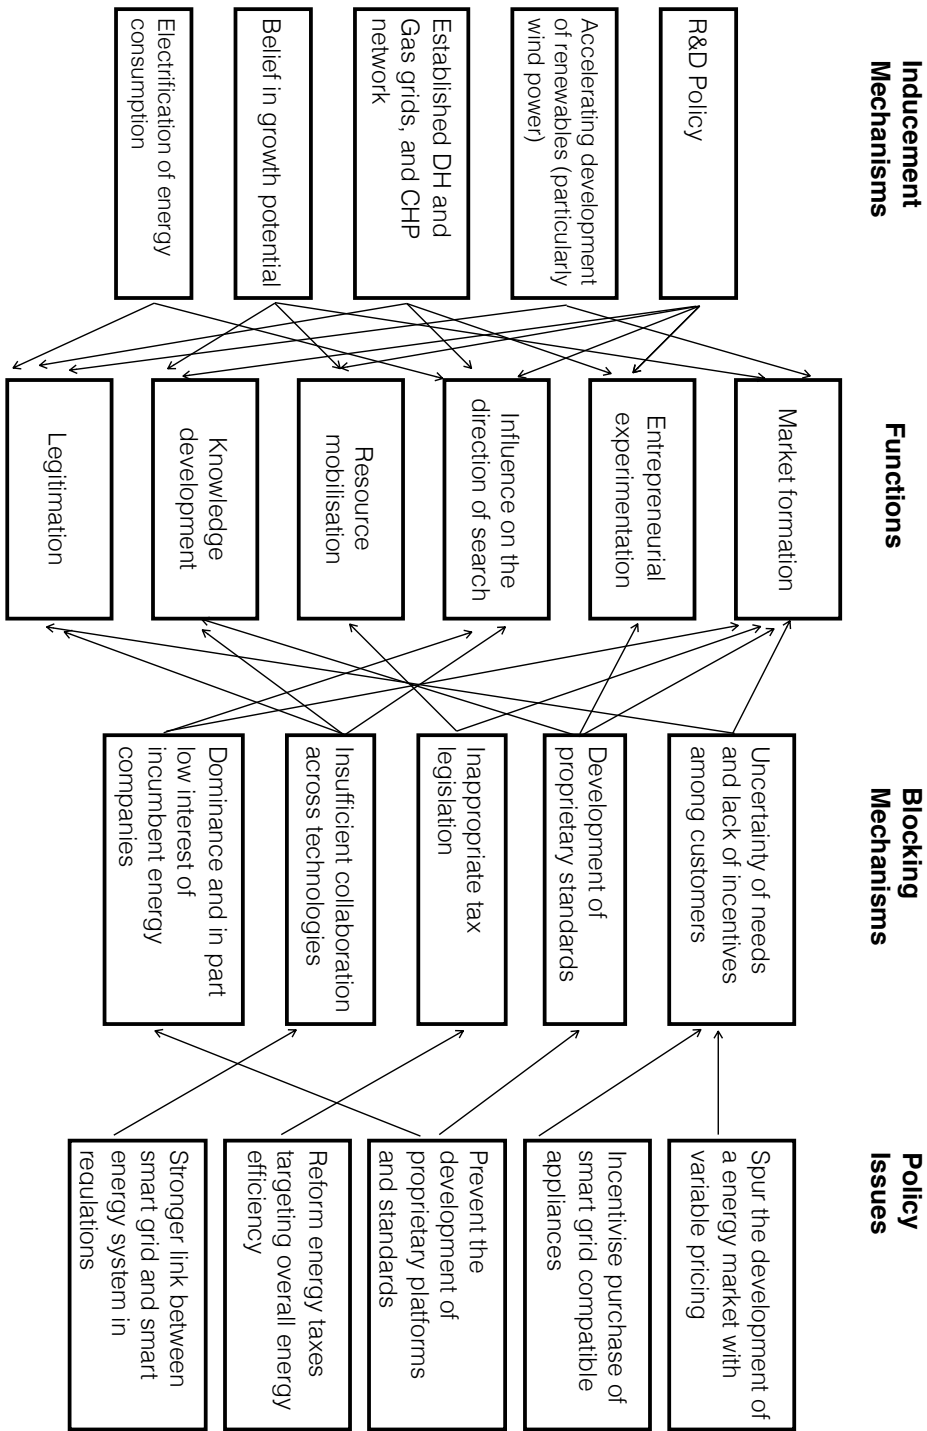 Inducement
Mechanisms
R&D Policy
Accelerating development
of renewables (particularly
wind power)
Established DH and
Gas grids, and CHP
network
Belief in growth potential
Electrification of energy
consumption
Functions
Market formation
Entrepreneurial
experimentation
Influence on the
direction of search
Resource
mobilisation
Knowledge
development
Legitimation
Blocking
Mechanisms
Uncertainty of needs
and lack of incentives
among customers
Development of
proprietary standards
Inappropriate tax
legislation
Insufficient collaboration
across technologies
Dominance and in part
low interest of
incumbent energy
companies
Policy
Issues
Spur the development of
a energy market with
variable pricing
Incentivise purchase of
smart grid compatible
appliances
Prevent the
development of
proprietary platforms
and standards
Reform energy taxes
targeting overall energy
efficiency
Stronger link between
smart grid and smart
energy system in
requlations